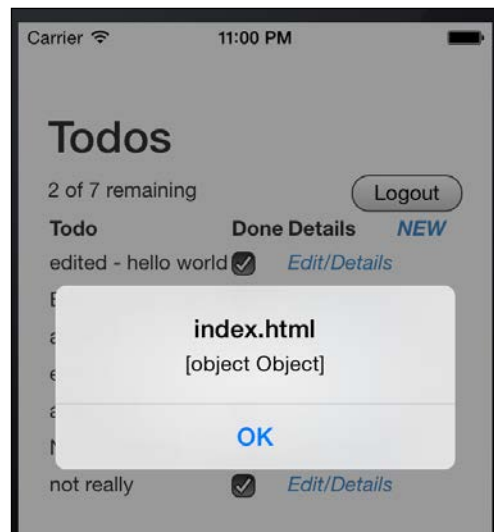 Carrier 11:00 PM
Todos
2 of 7 remaining Logout
Todo Done Details NEW
edited - hello world Edit/Details
index.html
[object Object]
OK
not really Edit/Details